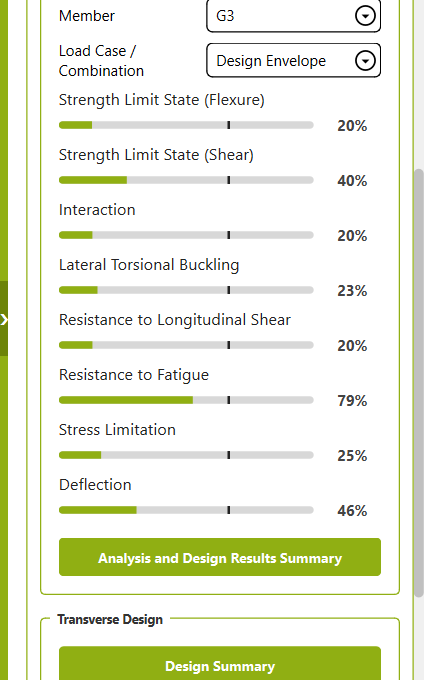 Member
G3
Load Case /
Combination
Design Envelope
Strength Limit State (Flexure)
20%
Strength Limit State (Shear)
40%
Interaction
20%
Lateral Torsional Buckling
23%
Resistance to Longitudinal Shear
20%
Resistance to Fatigue
79%
Stress Limitation
25%
Deflection
46%
Analysis and Design Results Summary
Transverse Design
Design Summary